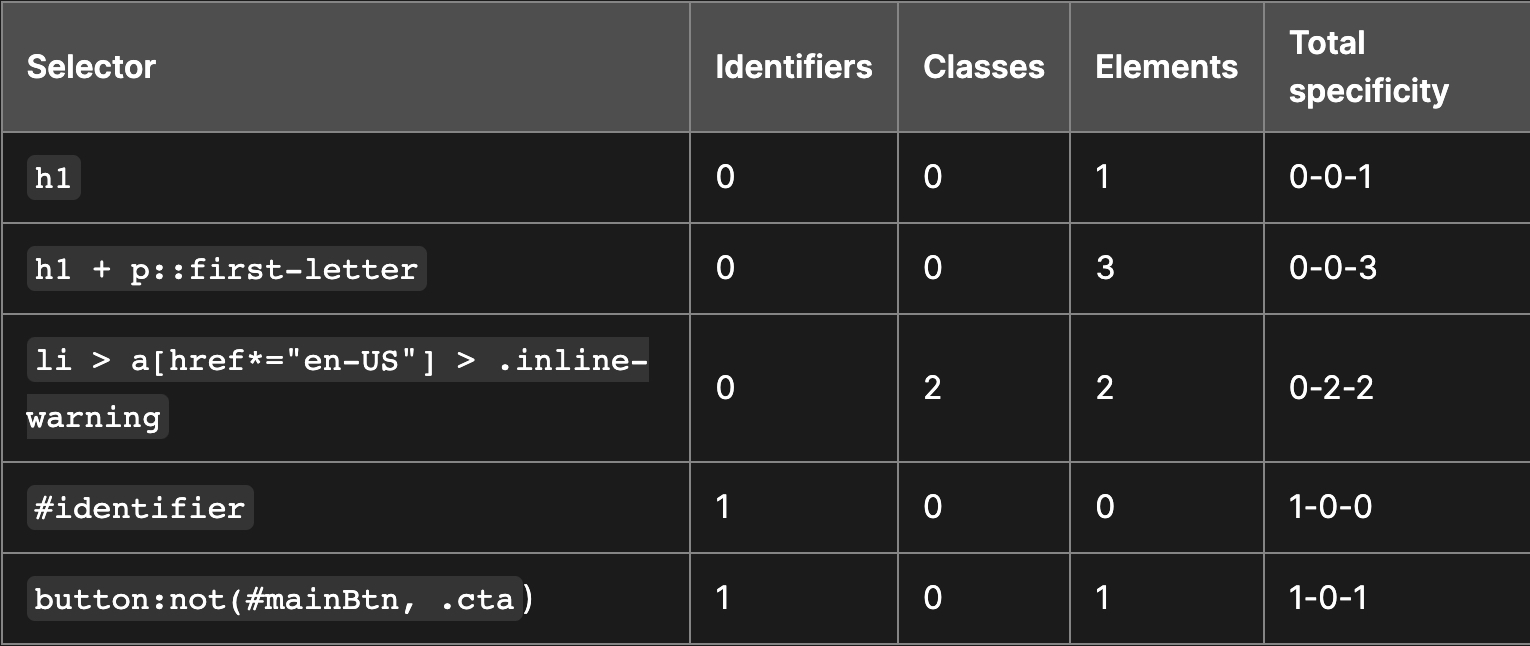 Selector Identifiers Classes Elements Total specificity
h1 0 0 1 0-0-1
h1 + p::first-letter 0 0 3 0-0-3
li > a[href*="en-US"] > .inline-
warning 0 2 2 0-2-2
#identifier 1 0 0 1-0-0
button:not(#mainBtn, .cta) 1 0 1 1-0-1